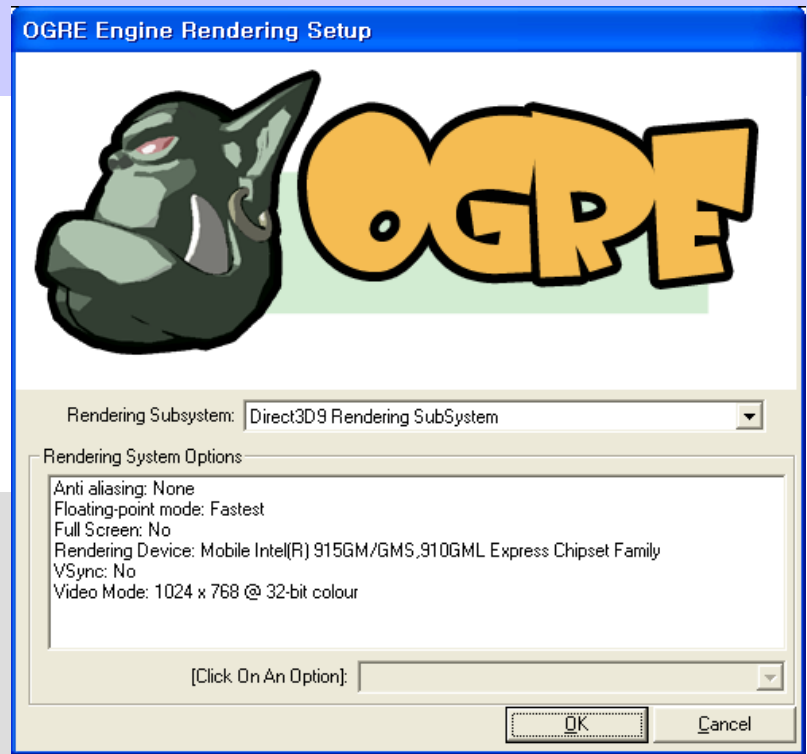 OGRE Engine Rendering Setup
OGRE
Rendering Subsystem: Direct3D9 Rendering SubSystem
Rendering System Options
Anti aliasing: None
Floating-point mode: Fastest
Full Screen: No
Rendering Device: Mobile Intel(R) 915GM/GMS,910GML Express Chipset Family
VSync: No
Video Mode: 1024 x 768 @ 32-bit colour
[Click On An Option]:
OK Cancel